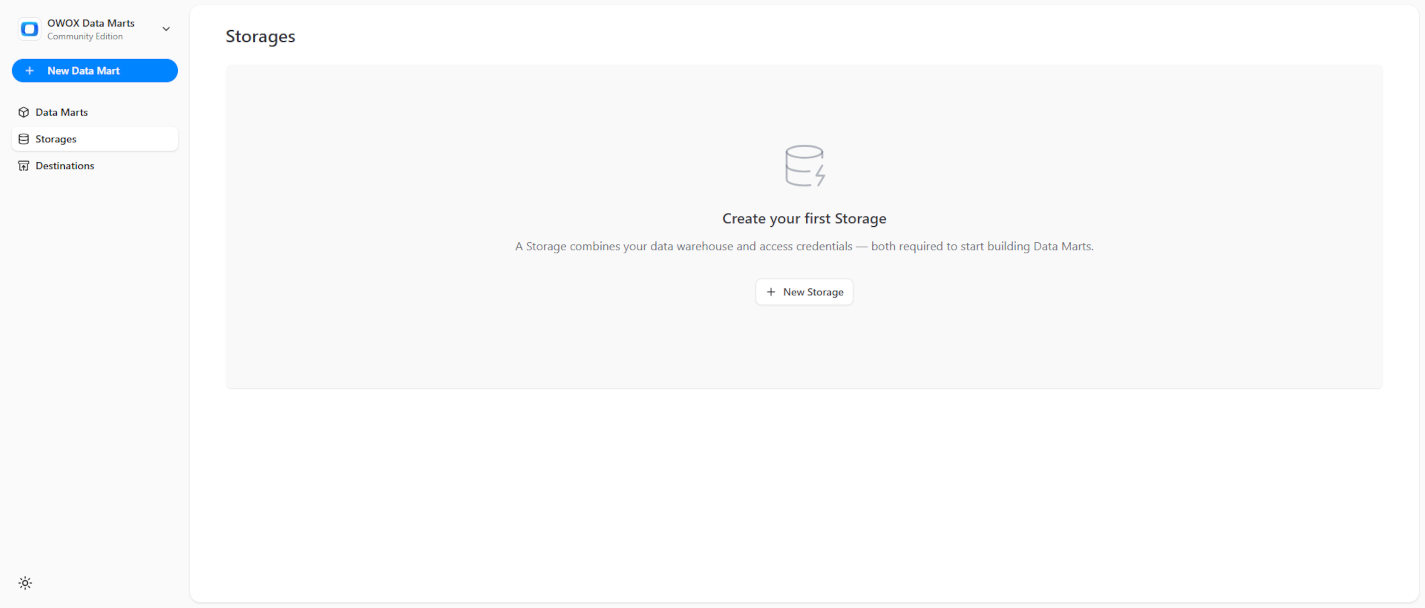 OWOX Data Marts
Community Edition
New Data Mart
Data Marts
Storages
Destinations
Storages
Create your first Storage
A Storage combines your data warehouse and access credentials — both required to start building Data Marts.
New Storage